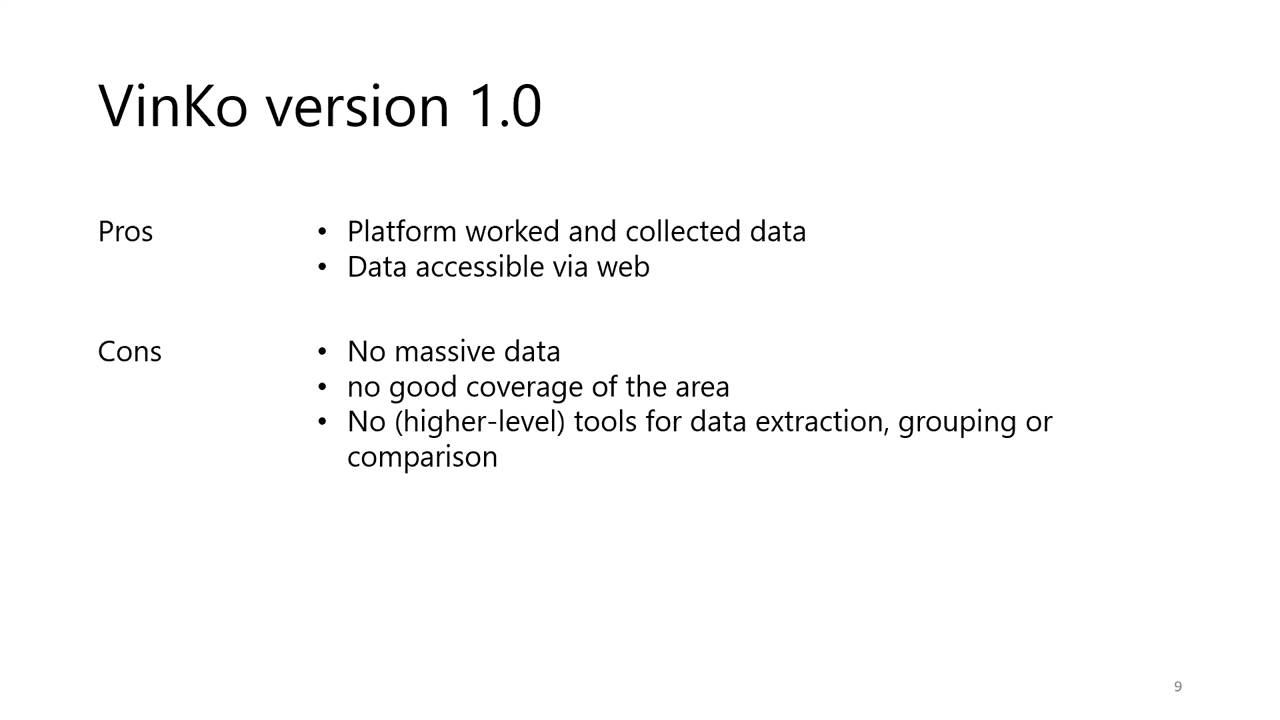 VinKo version 1.0
Pros
• Platform worked and collected data
• Data accessible via web
Cons
• No massive data
• no good coverage of the area
• No (higher-level) tools for data extraction, grouping or
comparison
9